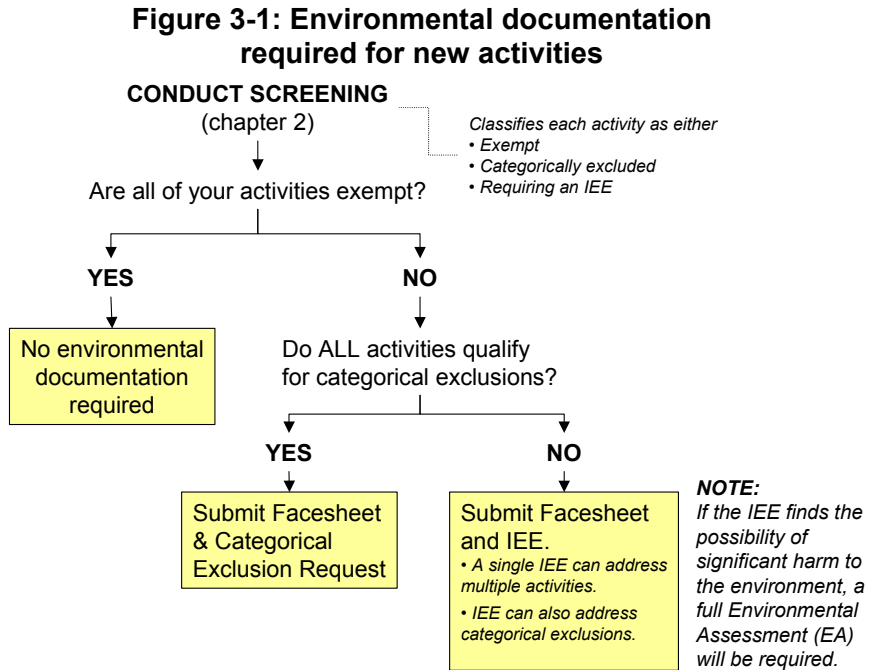 Figure 3-1: Environmental documentation
required for new activities
CONDUCT SCREENING
(chapter 2)
Classifies each activity as either
• Exempt
• Categorically excluded
• Requiring an IEE
Are all of your activities exempt?
YES
NO
No environmental
documentation
required
Do ALL activities qualify
for categorical exclusions?
YES
NO
Submit Facesheet
& Categorical
Exclusion Request
Submit Facesheet
and IEE.
• A single IEE can address
multiple activities.
• IEE can also address
categorical exclusions.
NOTE:
If the IEE finds the
possibility of
significant harm to
the environment, a
full Environmental
Assessment (EA)
will be required.